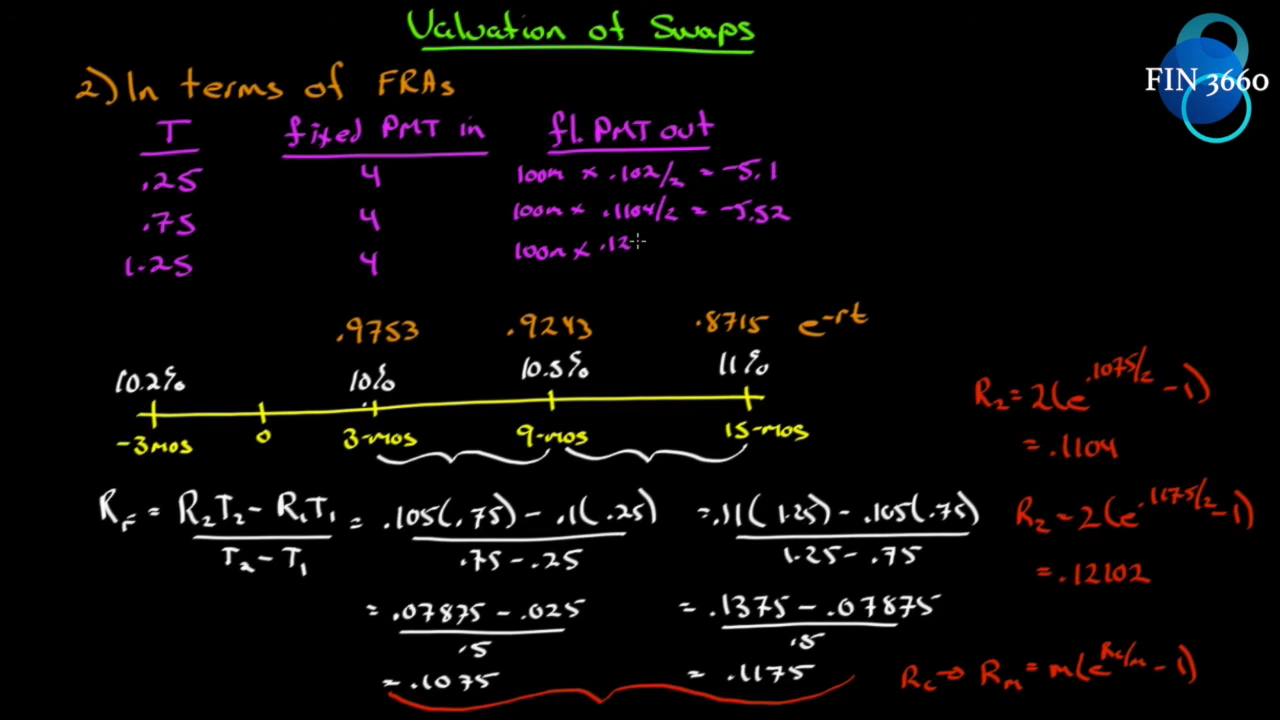 Valuation of Swaps
FIN 3660
2) In terms of FRAs
T fixed PMT in fl. PMT out
.25 4 100m x .102/2 = -5.1
.75 4 100m x .1104/2 = -5.52
1.25 4 100m x .12
.9753 .9243 .8715 e^-rt
10.2% 10% 10.5% 11%
-3mos 0 3-mos 9-mos 15-mos
R2 = 2(e^.1075/2 - 1)
= .1104
R_F = R2T2 - R1T1 / T2 - T1 = .105(.75) - .1(.25) / .75 - .25 = .11(1.25) - .105(.75) / 1.25 - .75
R2 = 2(e^.1175/2 - 1)
= .12102
= .07875 - .025 / .5 = .1375 - .07875 / .5
= .1075 = .1175
Rc → Rm = m(e^Rc/m - 1)